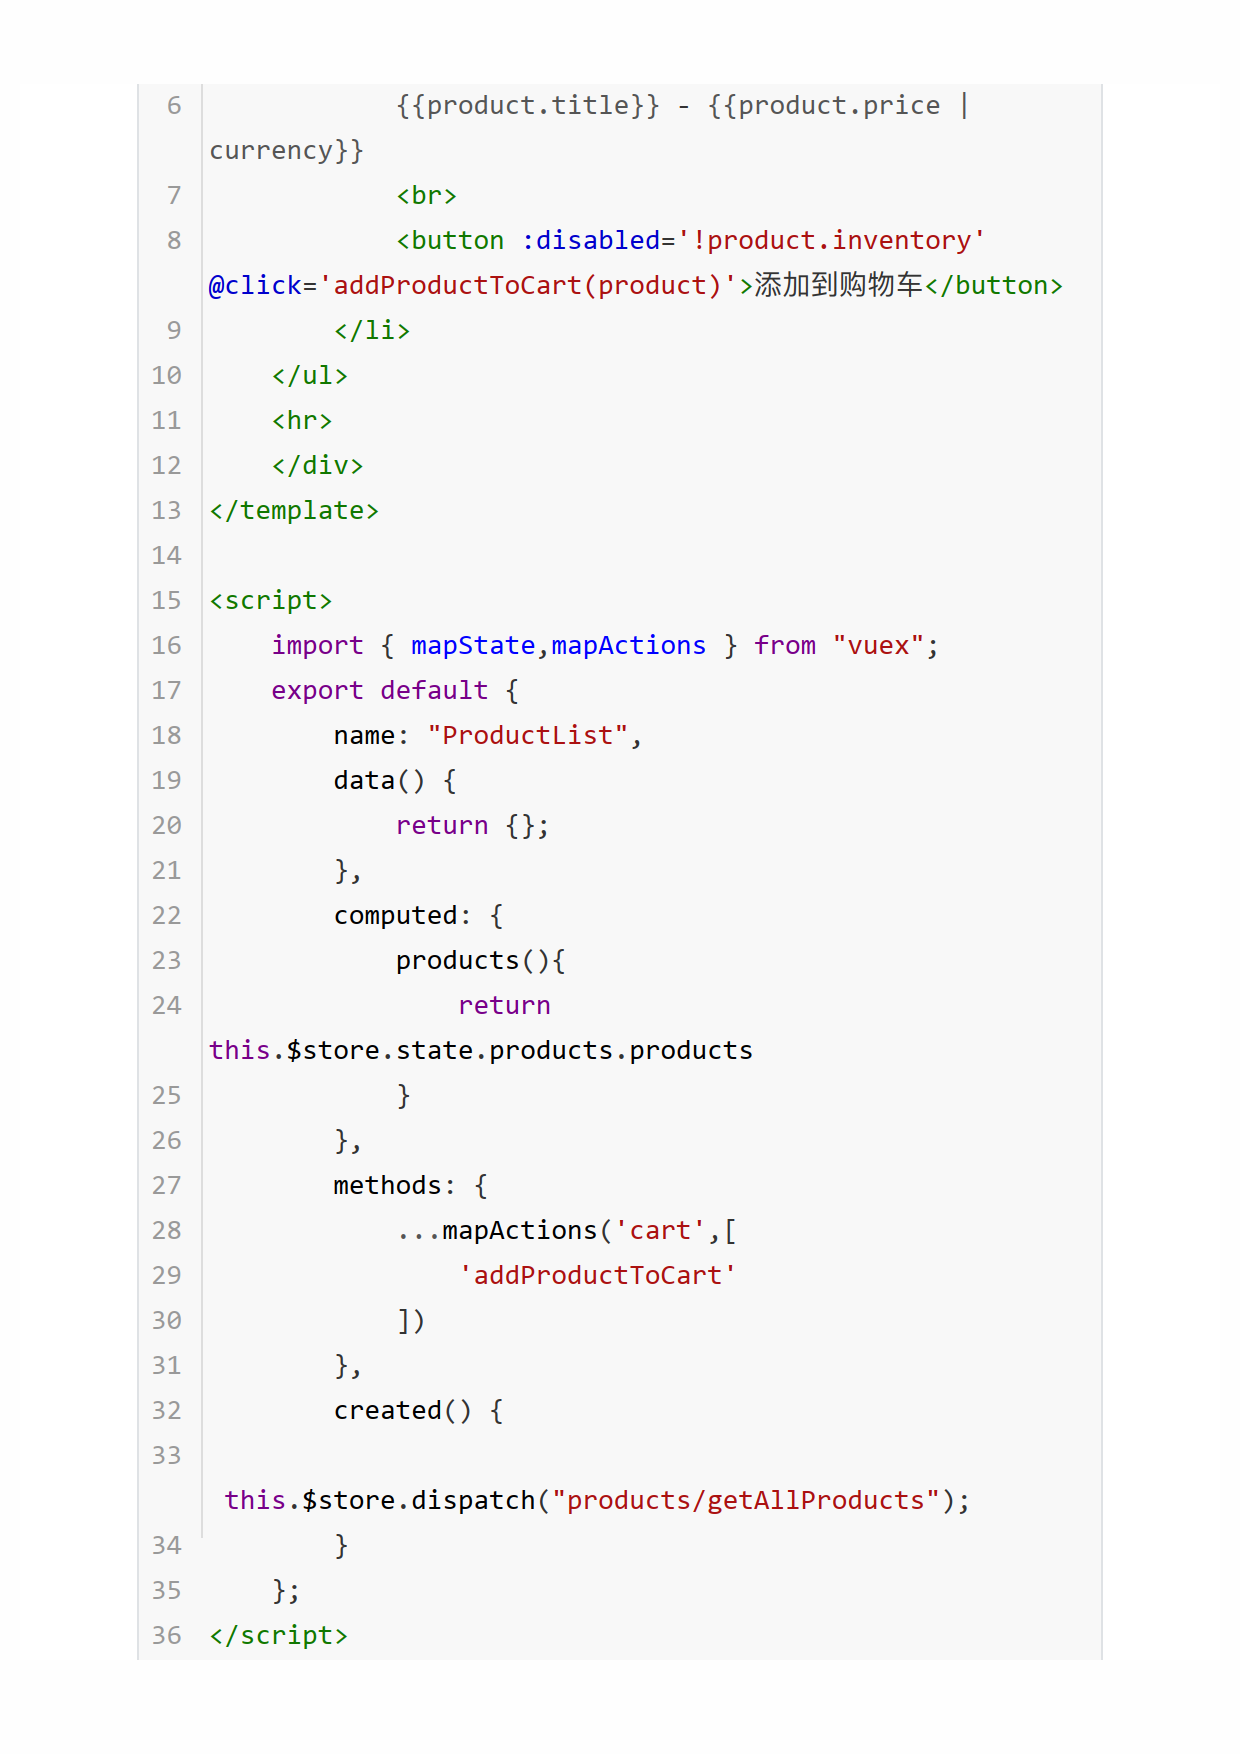 6            {{product.title}} - {{product.price |
currency}}
7            <br>
8            <button :disabled='!product.inventory'
@click='addProductToCart(product)'>添加到购物车</button>
9        </li>
10    </ul>
11    <hr>
12    </div>
13 </template>
14
15 <script>
16    import { mapState,mapActions } from "vuex";
17    export default {
18        name: "ProductList",
19        data() {
20            return {};
21        },
22        computed: {
23            products(){
24                return
this.$store.state.products.products
25            }
26        },
27        methods: {
28            ...mapActions('cart',[
29                'addProductToCart'
30            ])
31        },
32        created() {
33
this.$store.dispatch("products/getAllProducts");
34        }
35    };
36 </script>